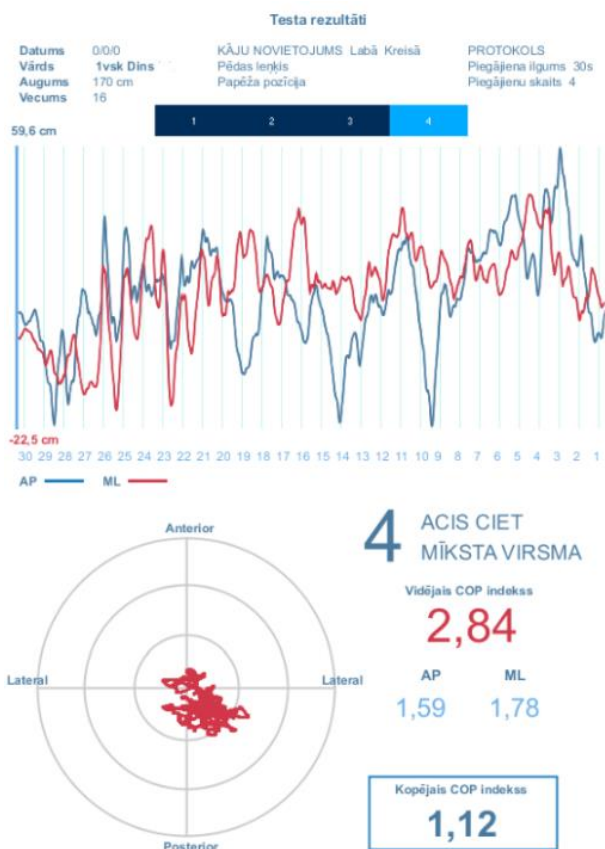 Testa rezultāti
Datums 0/0/0 KĀJU NOVIETOJUMS Labā Kreisā PROTOKOLS
Vārds 1vsk Dins Pēdas leņķis Piegājiena ilgums 30s
Augums 170 cm Papēža pozīcija Piegājienu skaits 4
Vecums 16
1 2 3 4
59,6 cm
-22,5 cm
30 29 28 27 26 25 24 23 22 21 20 19 18 17 16 15 14 13 12 11 10 9 8 7 6 5 4 3 2 1
AP ML
4 ACIS CIET
MĪKSTA VIRSMA
Anterior
Vidējais COP indekss
2,84
Lateral Lateral
AP ML
1,59 1,78
Kopējais COP indekss
1,12
Posterior